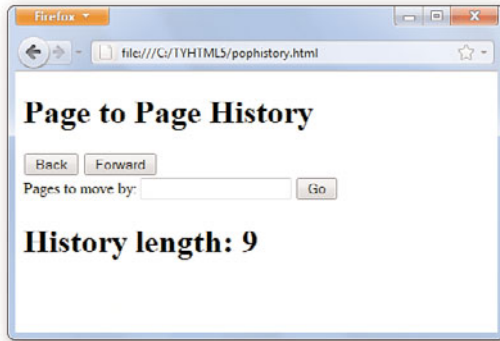 Firefox
file:///C:/TYHTML5/pophistory.html
Page to Page History
Back Forward
Pages to move by: Go
History length: 9